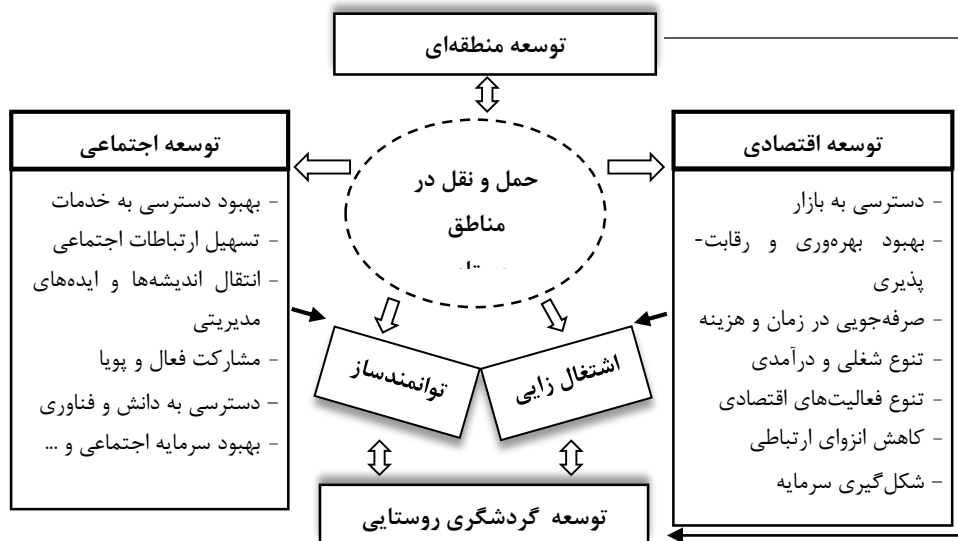 توسعه منطقه‌ای
توسعه اقتصادی
- دسترسی به بازار
- بهبود بهره‌وری و رقابت-
پذیری
- صرفه‌جویی در زمان و هزینه
- تنوع شغلی و درآمدی
- تنوع فعالیت‌های اقتصادی
- کاهش انزوای ارتباطی
- شکل‌گیری سرمایه
حمل و نقل در
مناطق
توسعه اجتماعی
- بهبود دسترسی به خدمات
- تسهیل ارتباطات اجتماعی
- انتقال اندیشه‌ها و ایده‌های
مدیریتی
- مشارکت فعال و پویا
- دسترسی به دانش و فناوری
- بهبود سرمایه اجتماعی و ...
اشتغال زایی
توانمندساز
توسعه گردشگری روستایی